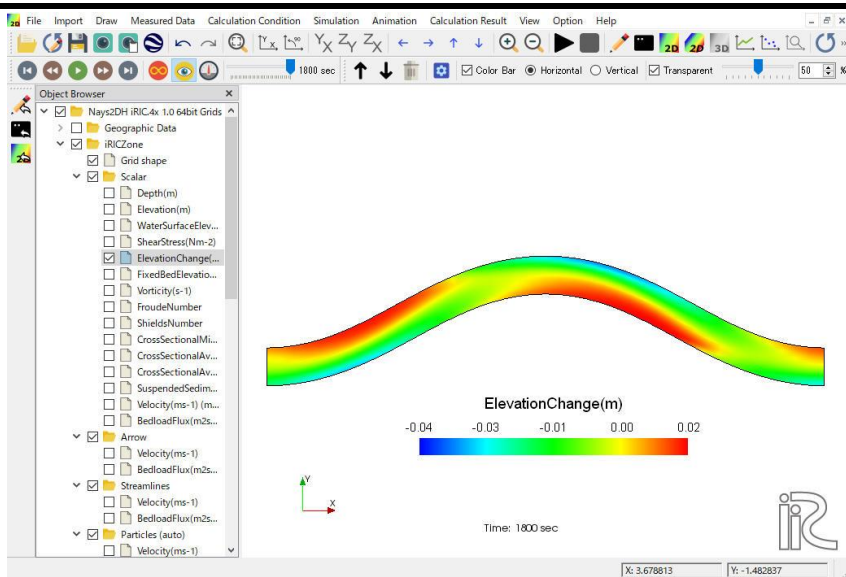 File Import Draw Measured Data Calculation Condition Simulation Animation Calculation Result View Option Help
1800 sec Color Bar Horizontal Vertical Transparent 50 %
Object Browser
Nays2DH iRIC.4x 1.0 64bit Grids
Geographic Data
iRICZone
Grid shape
Scalar
Depth(m)
Elevation(m)
WaterSurfaceElev...
ShearStress(Nm-2)
ElevationChange(...
FixedBedElevatio...
Vorticity(s-1)
FroudeNumber
ShieldsNumber
CrossSectionalMi...
CrossSectionalAv...
CrossSectionalAv...
SuspendedSedim...
Velocity(ms-1) (m...
BedloadFlux(m2s...
Arrow
Velocity(ms-1)
BedloadFlux(m2s...
Streamlines
Velocity(ms-1)
BedloadFlux(m2s...
Particles (auto)
Velocity(ms-1)
ElevationChange(m)
-0.04 -0.03 -0.01 0.00 0.02
Y
X
Time: 1800 sec
iRIC
X: 3.678813 Y: -1.482837